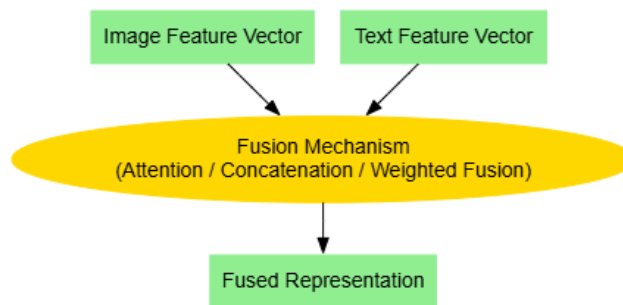 Image Feature Vector
Text Feature Vector
Fusion Mechanism
(Attention / Concatenation / Weighted Fusion)
Fused Representation